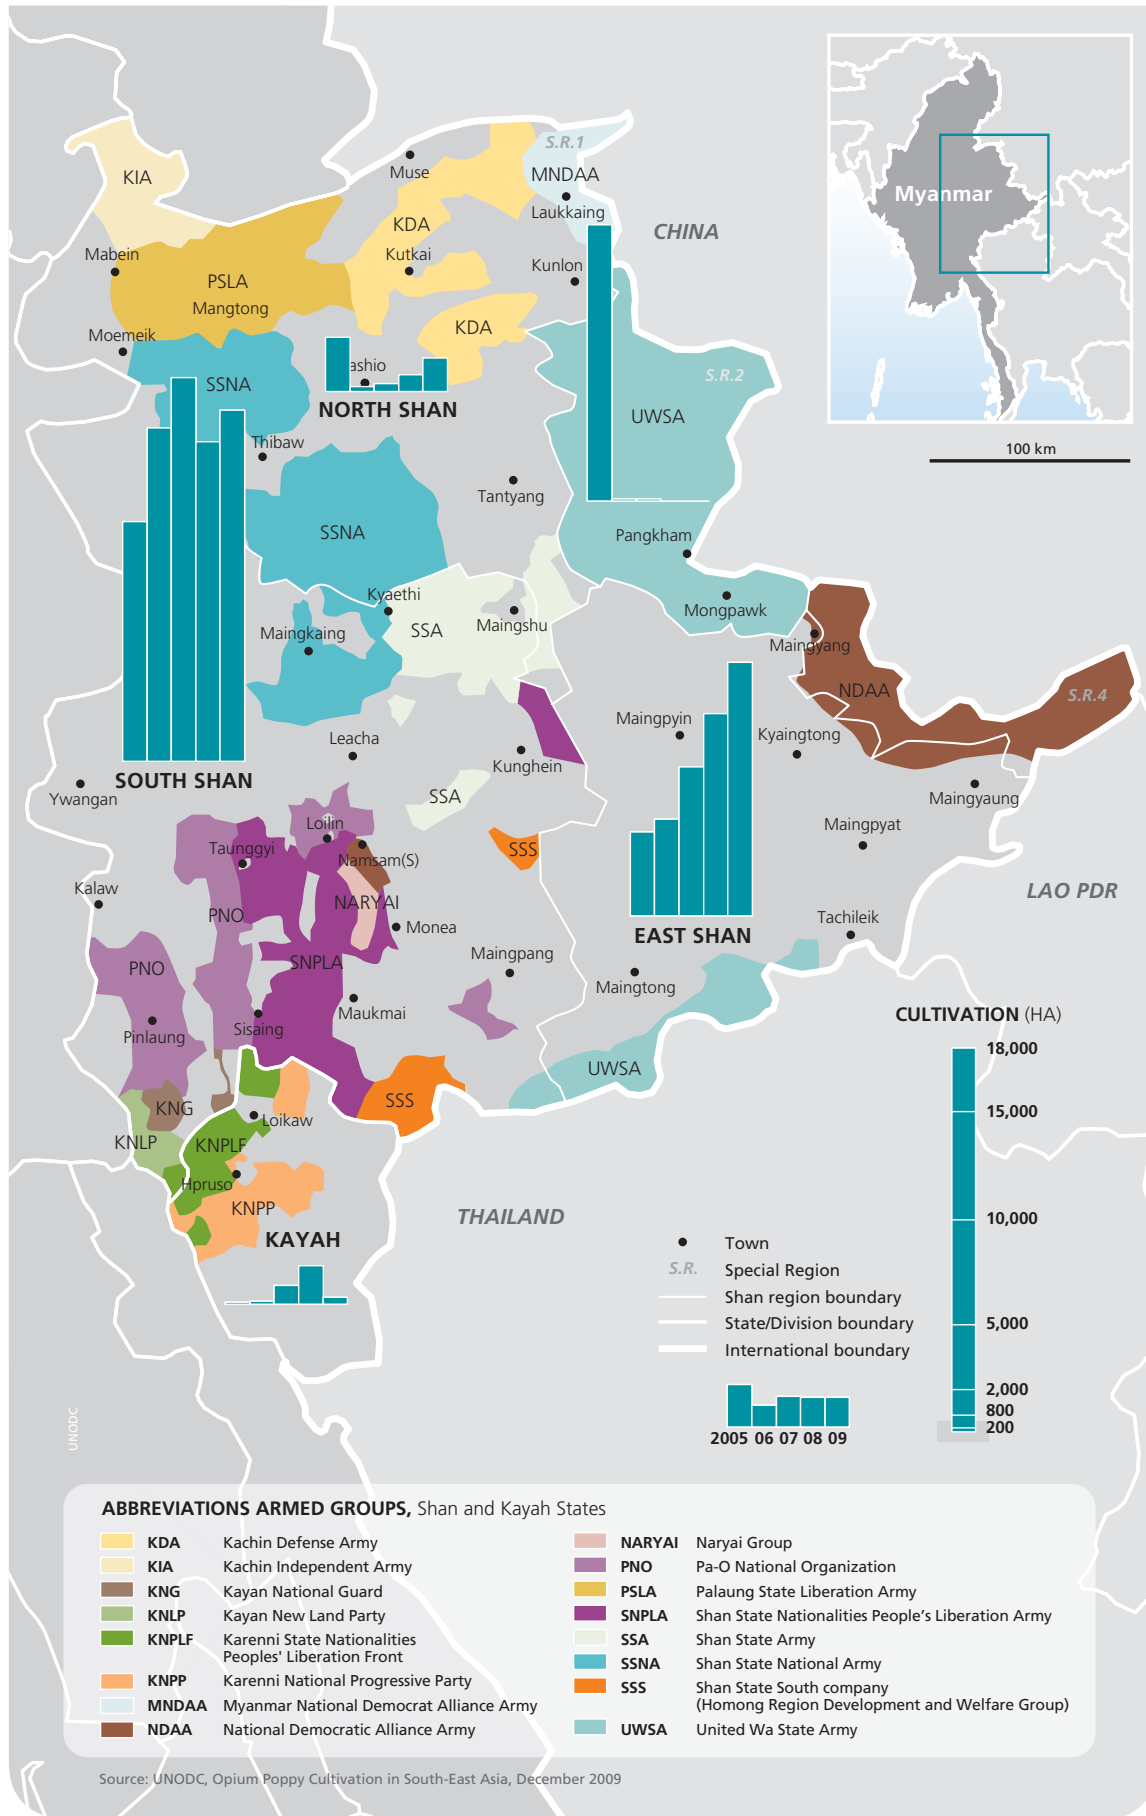 S.R.1
KIA
Muse
MNDAA
Laukkaing
KDA
CHINA
Myanmar
Mabein
Kutkai
Kunlon
PSLA
Mangtong
Moemeik
KDA
ashio
SSNA
S.R.2
NORTH SHAN
UWSA
Thibaw
100 km
Tantyang
SSNA
Pangkham
Kyaethi
Mongpawk
Maingkaing
SSA
Maingshu
Maingyang
NDAA
S.R.4
Maingpyin
Leacha
Kyaingtong
Kunghein
SOUTH SHAN
Ywangan
SSA
Maingyaung
Loilin
Maingpyat
Taunggyi
SSS
Namsam(S)
Kalaw
NARYAI
LAO PDR
PNO
Monea
Tachileik
EAST SHAN
PNO
SNPLA
Maingpang
Maingtong
Maukmai
Pinlaung
Sisaing
CULTIVATION (HA)
18,000
UWSA
SSS
KNG
15,000
Loikaw
KNLP
KNPLF
Hpruso
KNPP
THAILAND
10,000
KAYAH
Town
S.R.
Special Region
Shan region boundary
State/Division boundary
5,000
International boundary
2,000
800
200
UNODC
2005 06 07 08 09
ABBREVIATIONS ARMED GROUPS, Shan and Kayah States
KDA Kachin Defense Army
KIA Kachin Independent Army
KNG Kayan National Guard
KNLP Kayan New Land Party
KNPLF Karenni State Nationalities
Peoples' Liberation Front
KNPP Karenni National Progressive Party
MNDAA Myanmar National Democrat Alliance Army
NDAA National Democratic Alliance Army
NARYAI Naryai Group
PNO Pa-O National Organization
PSLA Palaung State Liberation Army
SNPLA Shan State Nationalities People’s Liberation Army
SSA Shan State Army
SSNA Shan State National Army
SSS Shan State South company
(Homong Region Development and Welfare Group)
UWSA United Wa State Army
Source: UNODC, Opium Poppy Cultivation in South-East Asia, December 2009